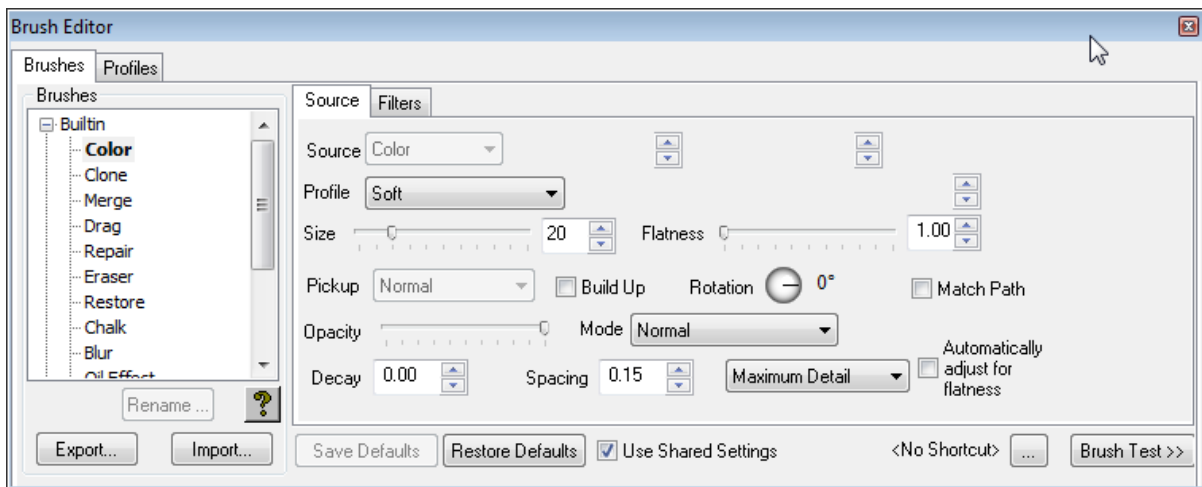 Brush Editor
Brushes Profiles
Brushes
Builtin
Color
Clone
Merge
Drag
Repair
Eraser
Restore
Chalk
Blur
Oil Effect
Rename ...
?
Export... Import...
Source Filters
Source Color
Profile Soft
Size 20 Flatness 1.00
Pickup Normal Build Up Rotation 0° Match Path
Opacity Mode Normal
Decay 0.00 Spacing 0.15 Maximum Detail
Automatically
adjust for
flatness
Save Defaults Restore Defaults Use Shared Settings <No Shortcut> ... Brush Test >>